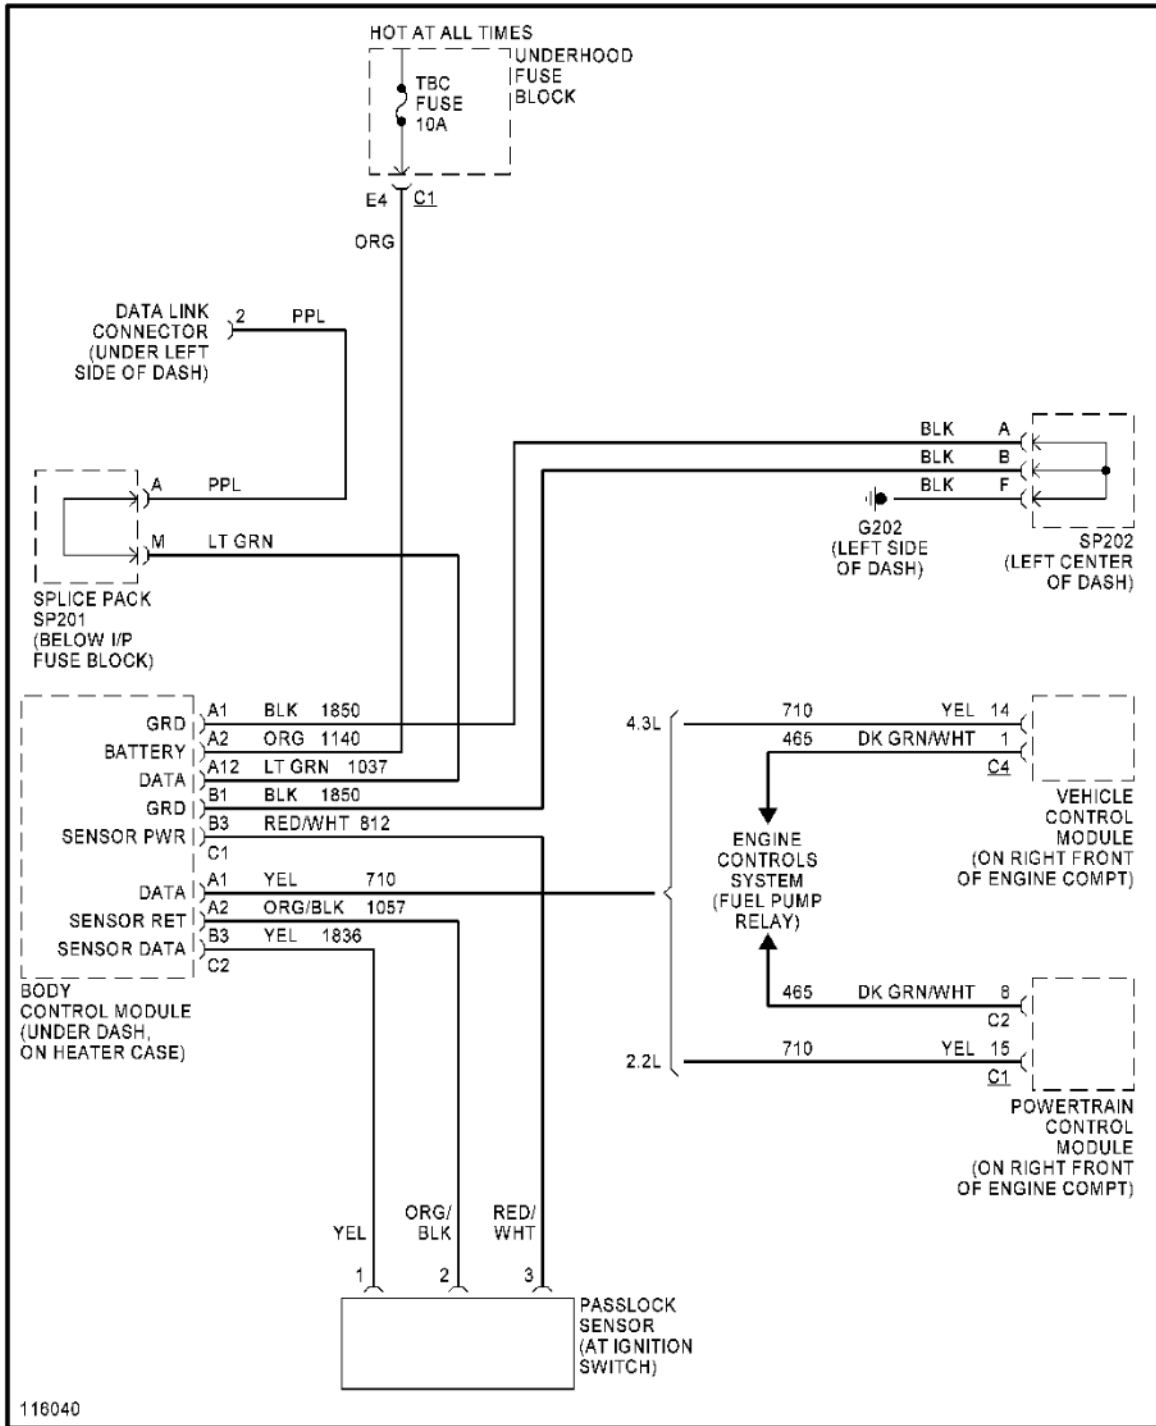 HOT AT ALL TIMES
UNDERHOOD
FUSE
BLOCK
TBC
FUSE
10A
E4 C1
ORG
DATA LINK
CONNECTOR
(UNDER LEFT
SIDE OF DASH)
2 PPL
BLK A
BLK B
BLK F
G202
(LEFT SIDE
OF DASH)
SP202
(LEFT CENTER
OF DASH)
A PPL
M LT GRN
SPLICE PACK
SP201
(BELOW I/P
FUSE BLOCK)
GRD A1 BLK 1850
BATTERY A2 ORG 1140
DATA A12 LT GRN 1037
GRD B1 BLK 1850
SENSOR PWR B3 RED/WHT 812
C1
DATA A1 YEL 710
SENSOR RET A2 ORG/BLK 1057
SENSOR DATA B3 YEL 1836
C2
BODY
CONTROL MODULE
(UNDER DASH,
ON HEATER CASE)
4.3L 710 YEL 14
465 DK GRN/WHT 1
C4
VEHICLE
CONTROL
MODULE
(ON RIGHT FRONT
OF ENGINE COMPT)
ENGINE
CONTROLS
SYSTEM
(FUEL PUMP
RELAY)
465 DK GRN/WHT 8
C2
2.2L 710 YEL 15
C1
POWERTRAIN
CONTROL
MODULE
(ON RIGHT FRONT
OF ENGINE COMPT)
YEL
ORG/
BLK
RED/
WHT
1 2 3
PASSLOCK
SENSOR
(AT IGNITION
SWITCH)
116040